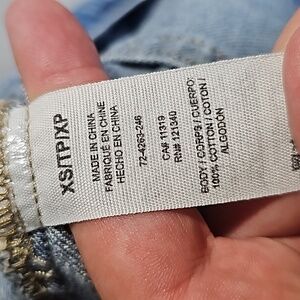 XS/TP/XP
MADE IN CHINA
FABRIQUÉ EN CHINE
HECHO EN CHINA
72-4263-246
CA# 11319
RN# 121340
BODY / CORPS / CUERPO:
100% COTTON / COTON /
ALGODON